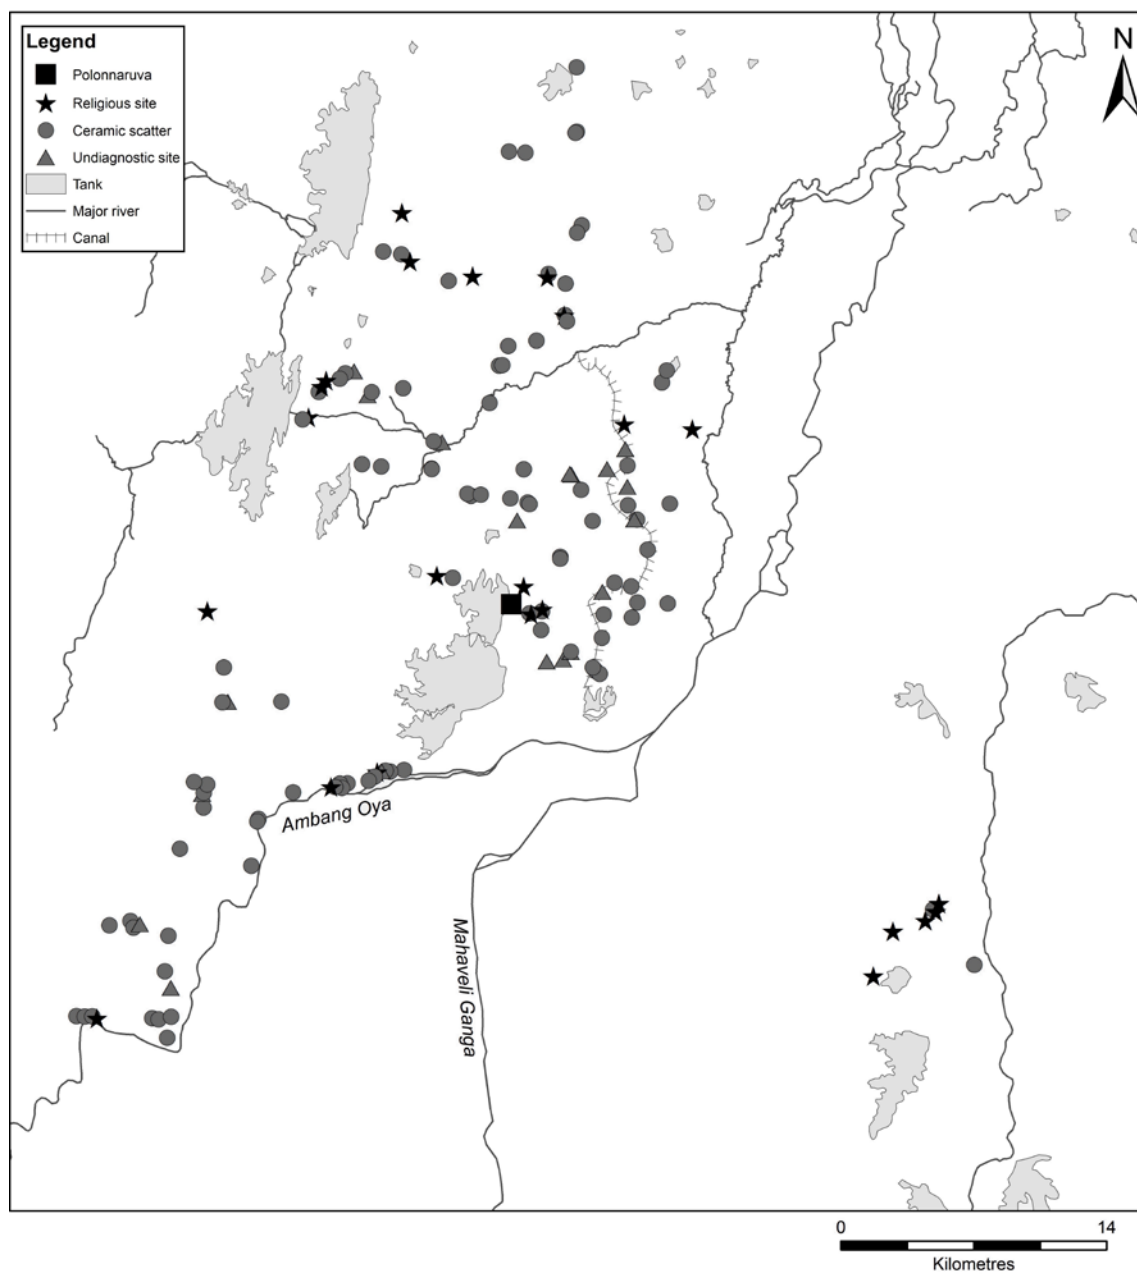 Legend
Polonnaruva
Religious site
Ceramic scatter
Undiagnostic site
Tank
Major river
Canal
N
Ambang Oya
Mahaveli Ganga
0 14
Kilometres